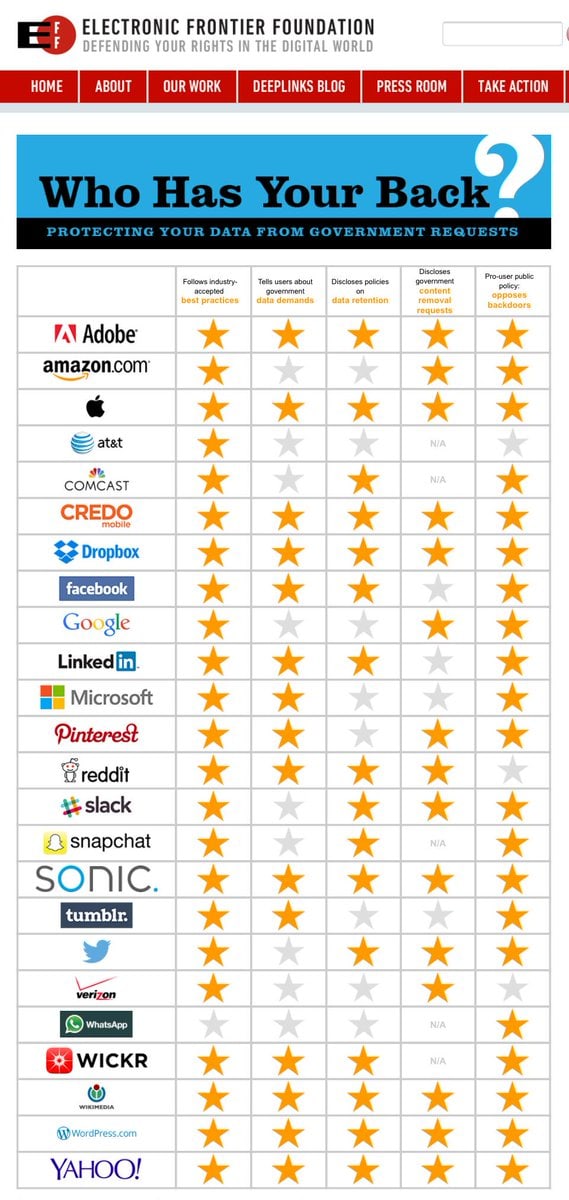 EFF
ELECTRONIC FRONTIER FOUNDATION
DEFENDING YOUR RIGHTS IN THE DIGITAL WORLD
HOME ABOUT OUR WORK DEEPLINKS BLOG PRESS ROOM TAKE ACTION
Who Has Your Back?
PROTECTING YOUR DATA FROM GOVERNMENT REQUESTS
Follows industry-accepted best practices
Tells users about government data demands
Discloses policies on data retention
Discloses government content removal requests
Pro-user public policy: opposes backdoors
Adobe
amazon.com
at&t N/A
COMCAST N/A
CREDO mobile
Dropbox
facebook
Google
Linked in.
Microsoft
Pinterest
reddit
slack
snapchat N/A
sonic.
tumblr.
verizon
WhatsApp N/A
WICKR N/A
WIKIMEDIA
WordPress.com
YAHOO!